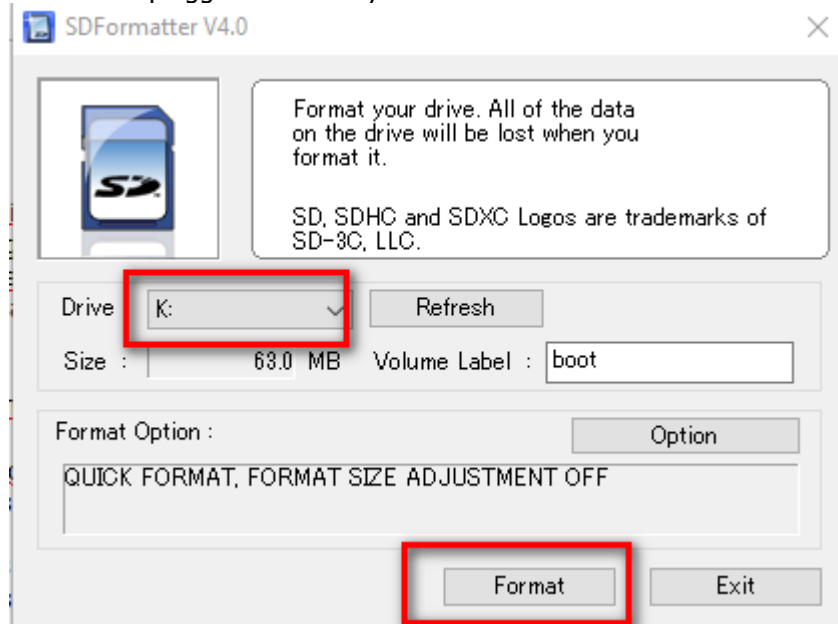 SDFormatter V4.0
Format your drive. All of the data
on the drive will be lost when you
format it.
SD, SDHC and SDXC Logos are trademarks of
SD-3C, LLC.
Drive K: Refresh
Size : 63.0 MB Volume Label : boot
Format Option :
Option
QUICK FORMAT, FORMAT SIZE ADJUSTMENT OFF
Format Exit